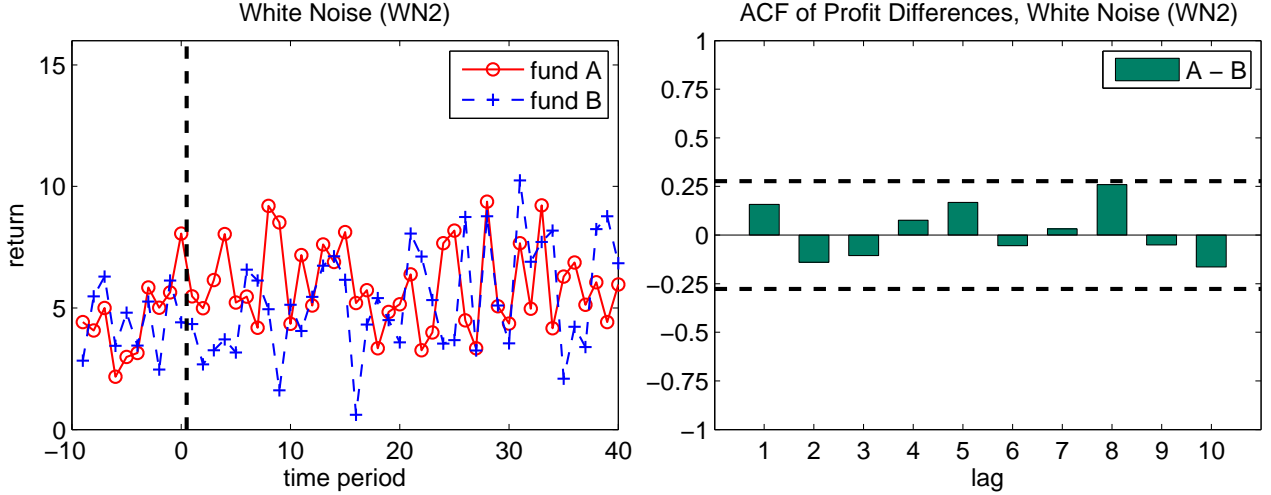 White Noise (WN2)
15
10
5
0
return
fund A
fund B
−10
0
10
20
30
40
time period
ACF of Profit Differences, White Noise (WN2)
1
0.75
0.5
0.25
0
−0.25
−0.5
−0.75
−1
A − B
1 2 3 4 5 6 7 8 9 10
lag